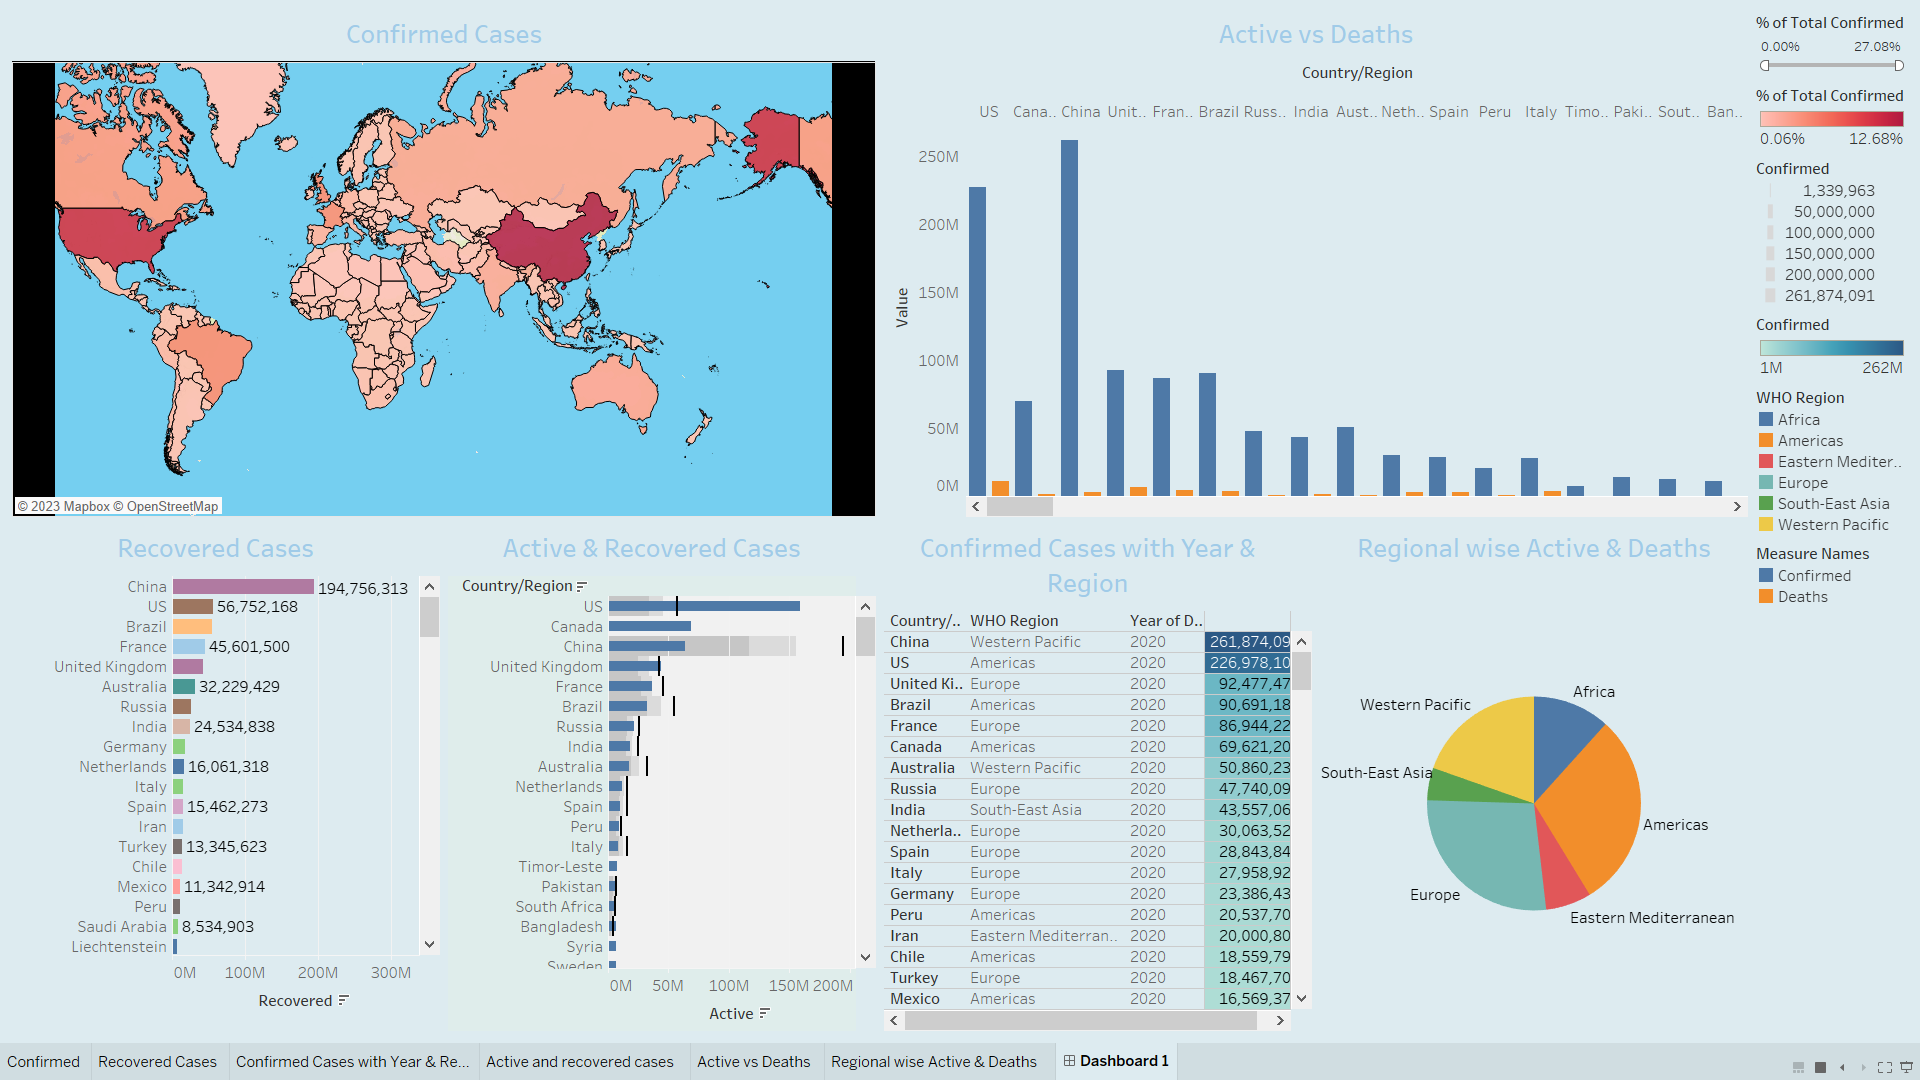 Confirmed Cases
© 2023 Mapbox © OpenStreetMap
Active vs Deaths
Country/Region
US Cana.. China Unit.. Fran.. Brazil Russ.. India Aust.. Neth.. Spain Peru Italy Timo.. Paki.. Sout.. Ban..
Value
250M
200M
150M
100M
50M
0M
% of Total Confirmed
0.00% 27.08%
% of Total Confirmed
0.06% 12.68%
Confirmed
1,339,963
50,000,000
100,000,000
150,000,000
200,000,000
261,874,091
Confirmed
1M 262M
WHO Region
Africa
Americas
Eastern Mediter..
Europe
South-East Asia
Western Pacific
Measure Names
Confirmed
Deaths
Recovered Cases
China 194,756,313
US 56,752,168
Brazil
France 45,601,500
United Kingdom
Australia 32,229,429
Russia
India 24,534,838
Germany
Netherlands 16,061,318
Italy
Spain 15,462,273
Iran
Turkey 13,345,623
Chile
Mexico 11,342,914
Peru
Saudi Arabia 8,534,903
Liechtenstein
0M 100M 200M 300M
Recovered
Active & Recovered Cases
Country/Region
US
Canada
China
United Kingdom
France
Brazil
Russia
India
Australia
Netherlands
Spain
Peru
Italy
Timor-Leste
Pakistan
South Africa
Bangladesh
Syria
Sweden
0M 50M 100M 150M 200M
Active
Confirmed Cases with Year &
Region
Country/.. WHO Region Year of D..
China Western Pacific 2020 261,874,09
US Americas 2020 226,978,10
United Ki.. Europe 2020 92,477,47
Brazil Americas 2020 90,691,18
France Europe 2020 86,944,22
Canada Americas 2020 69,621,20
Australia Western Pacific 2020 50,860,23
Russia Europe 2020 47,740,09
India South-East Asia 2020 43,557,06
Netherla.. Europe 2020 30,063,52
Spain Europe 2020 28,843,84
Italy Europe 2020 27,958,92
Germany Europe 2020 23,386,43
Peru Americas 2020 20,537,70
Iran Eastern Mediterran.. 2020 20,000,80
Chile Americas 2020 18,559,79
Turkey Europe 2020 18,467,70
Mexico Americas 2020 16,569,37
Regional wise Active & Deaths
Africa
Western Pacific
South-East Asia
Americas
Europe
Eastern Mediterranean
Confirmed Recovered Cases Confirmed Cases with Year & Re... Active and recovered cases Active vs Deaths Regional wise Active & Deaths Dashboard 1